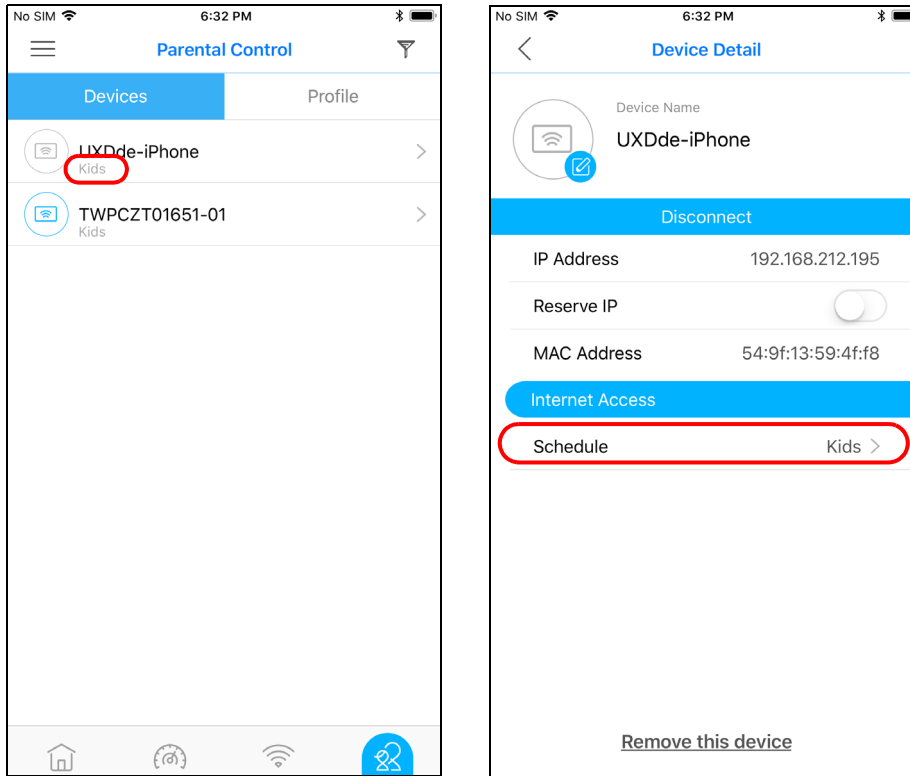 No SIM 6:32 PM
Parental Control
Devices Profile
UXDde-iPhone
Kids
TWPCZT01651-01
Kids
No SIM 6:32 PM
Device Detail
Device Name
UXDde-iPhone
Disconnect
IP Address 192.168.212.195
Reserve IP
MAC Address 54:9f:13:59:4f:f8
Internet Access
Schedule Kids
Remove this device